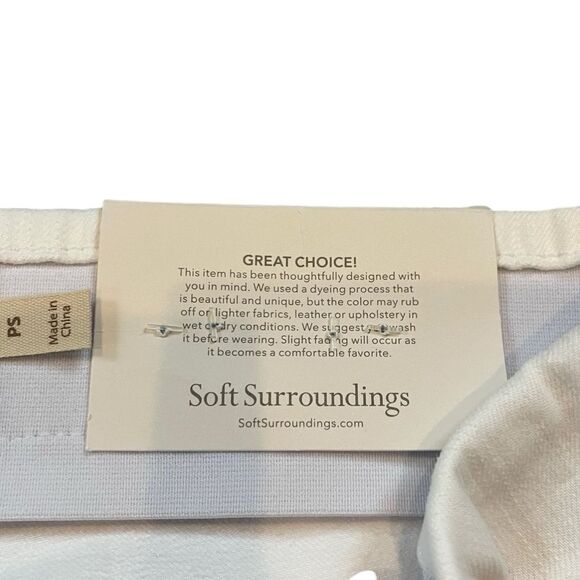 GREAT CHOICE!
This item has been thoughtfully designed with
you in mind. We used a dyeing process that
is beautiful and unique, but the color may rub
off on lighter fabrics, leather or upholstery in
wet or dry conditions. We suggest you wash
it before wearing. Slight fading will occur as
it becomes a comfortable favorite.
Soft Surroundings
SoftSurroundings.com
PS
Made in
China